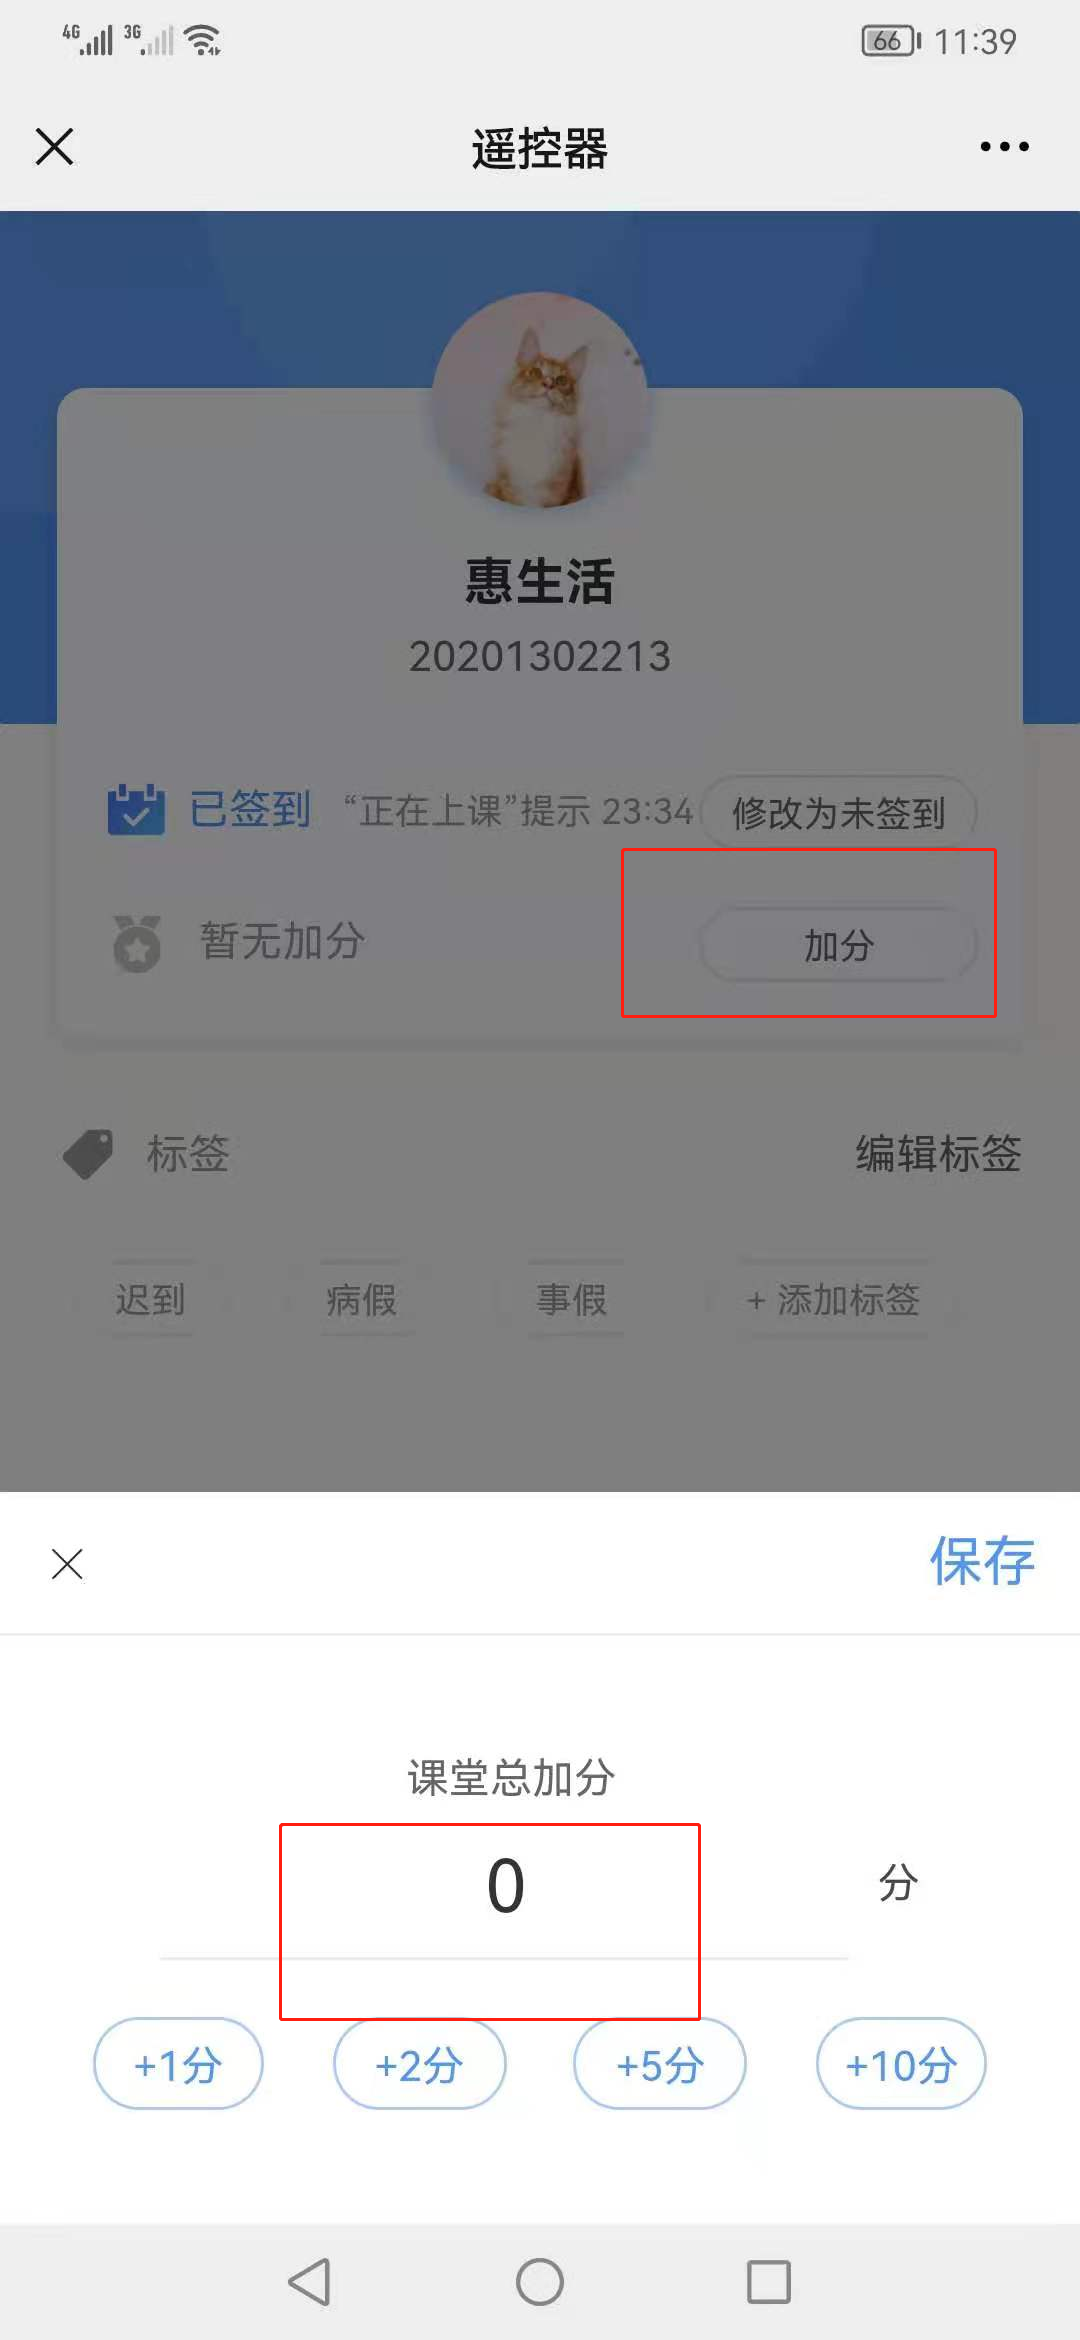 4G 3G 66 11:39
遥控器
惠生活
20201302213
已签到 “正在上课”提示 23:34 修改为未签到
暂无加分 加分
标签 编辑标签
迟到 病假 事假 + 添加标签
保存
课堂总加分
0 分
+1分 +2分 +5分 +10分